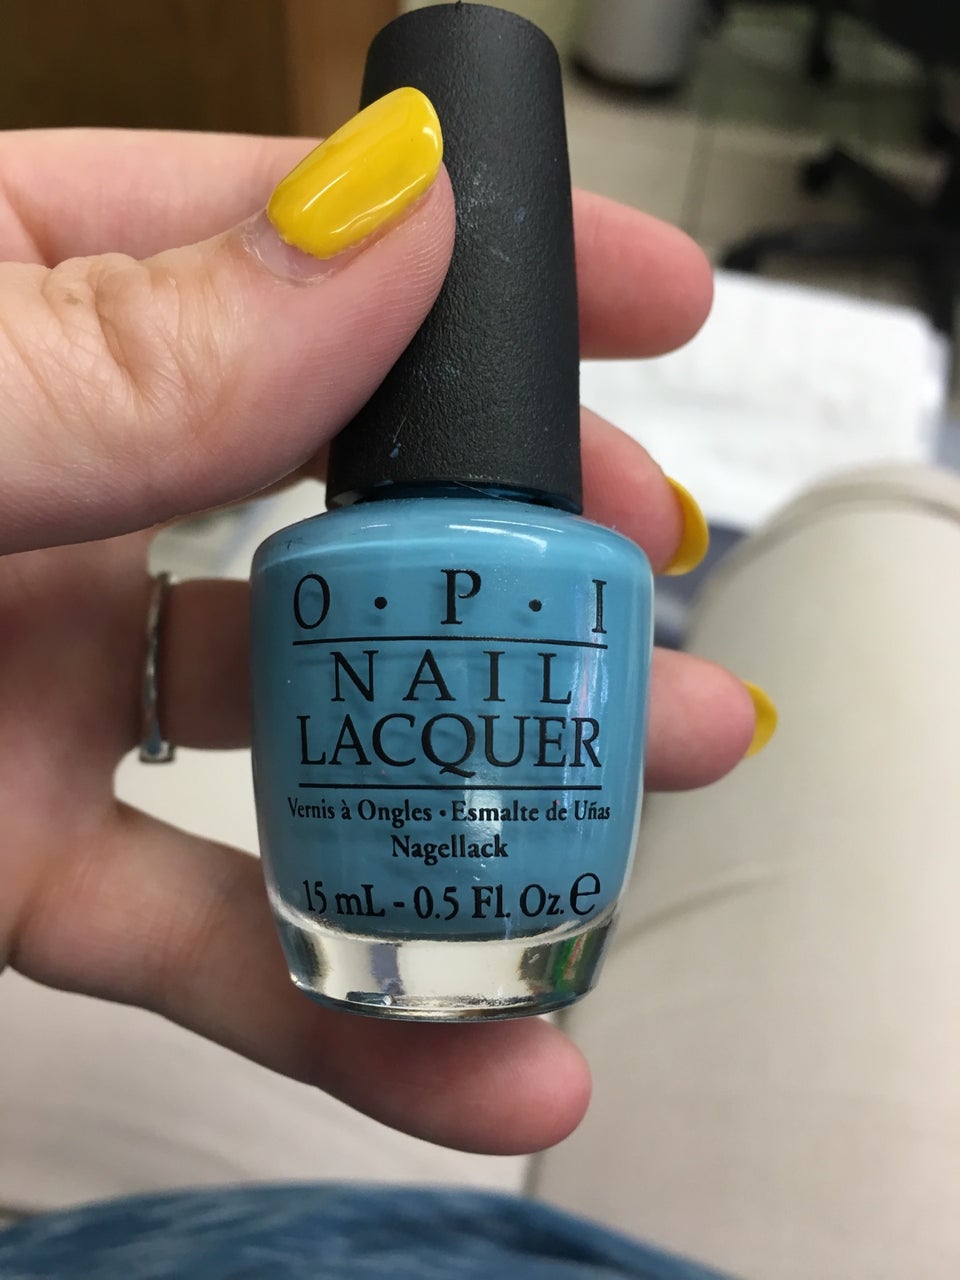 O · P · I
NAIL
LACQUER
Vernis à Ongles · Esmalte de Uñas
Nagellack
15 mL - 0.5 Fl. Oz. e